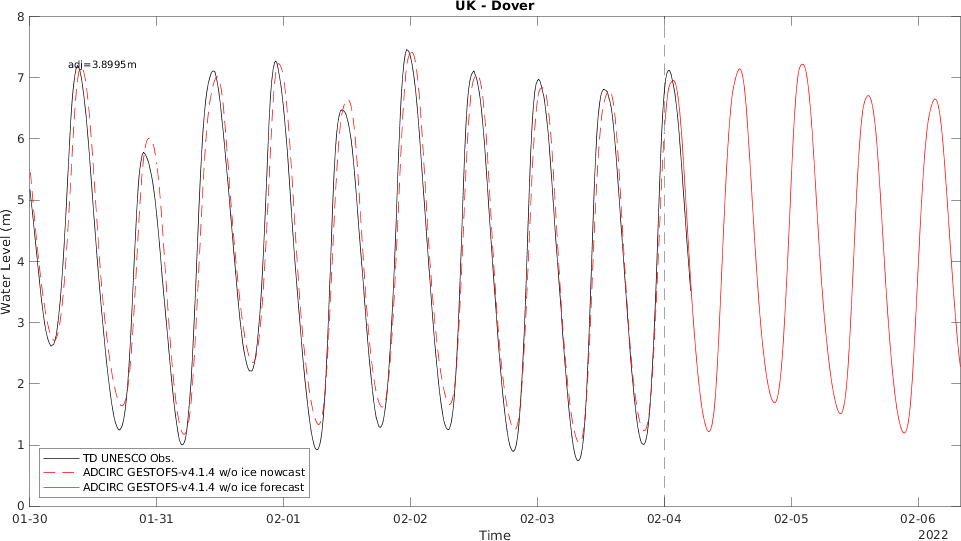 UK - Dover
adj=3.8995m
8
7
6
5
4
3
2
1
0
Water Level (m)
TD UNESCO Obs.
ADCIRC GESTOFS-v4.1.4 w/o ice nowcast
ADCIRC GESTOFS-v4.1.4 w/o ice forecast
01-30 01-31 02-01 02-02 02-03 02-04 02-05 02-06
Time
2022